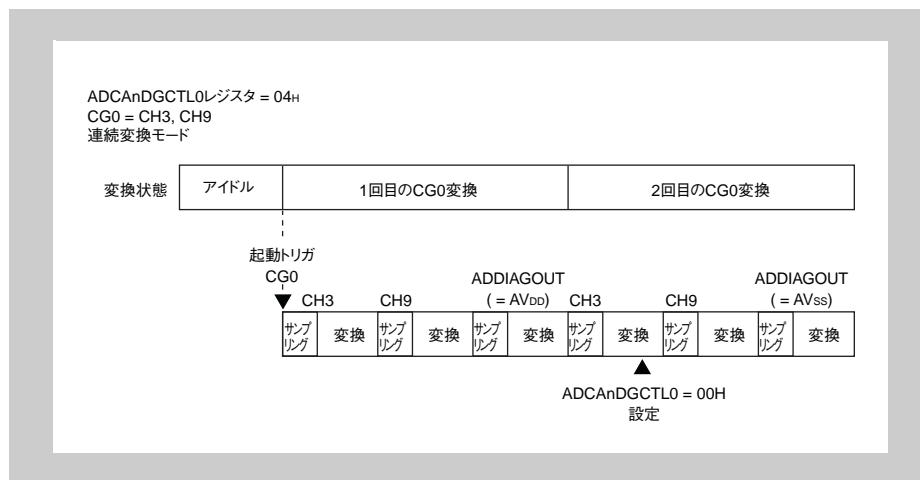 ADCAnDGCTL0レジスタ = 04H
CG0 = CH3, CH9
連続変換モード
変換状態 アイドル 1回目のCG0変換 2回目のCG0変換
起動トリガ
CG0
ADDIAGOUT ADDIAGOUT
CH3 CH9 ( = AVDD) CH3 CH9 ( = AVSS)
サンプリング 変換 サンプリング 変換 サンプリング 変換 サンプリング 変換 サンプリング 変換 サンプリング 変換
ADCAnDGCTL0 = 00H
設定